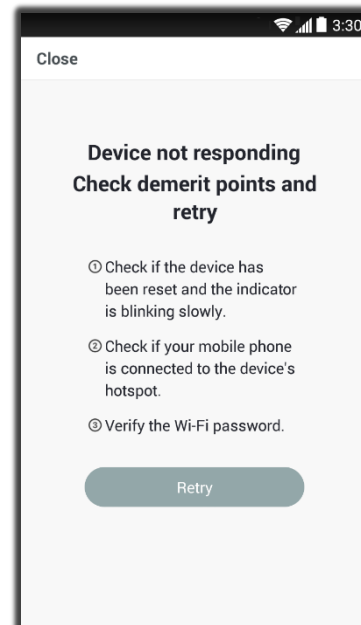 3:30
Close
Device not responding
Check demerit points and
retry
① Check if the device has
been reset and the indicator
is blinking slowly.
② Check if your mobile phone
is connected to the device's
hotspot.
③ Verify the Wi-Fi password.
Retry